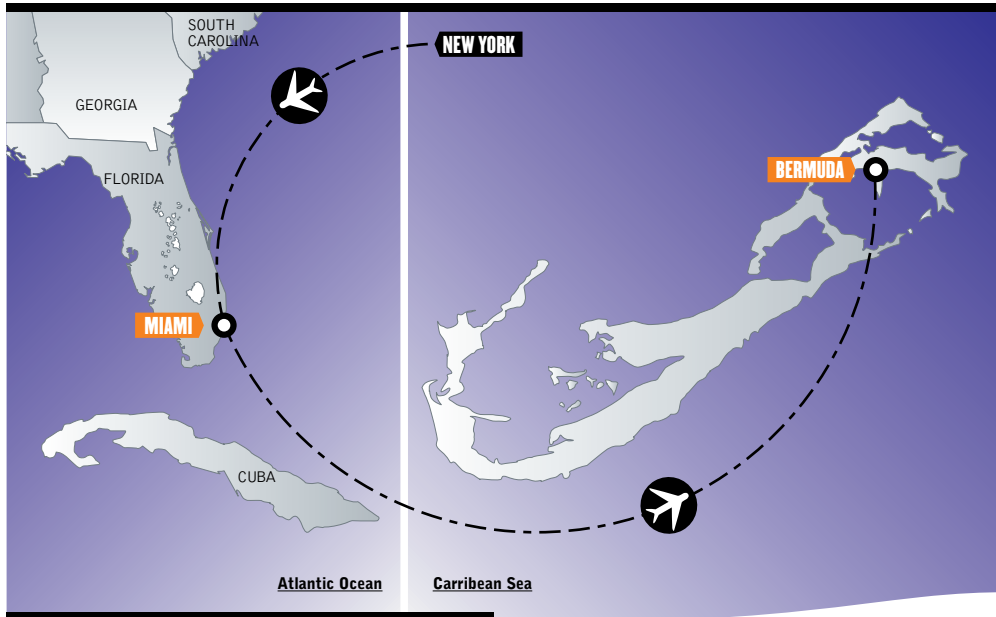 SOUTH
CAROLINA
NEW YORK
GEORGIA
FLORIDA
BERMUDA
MIAMI
CUBA
Atlantic Ocean
Carribean Sea